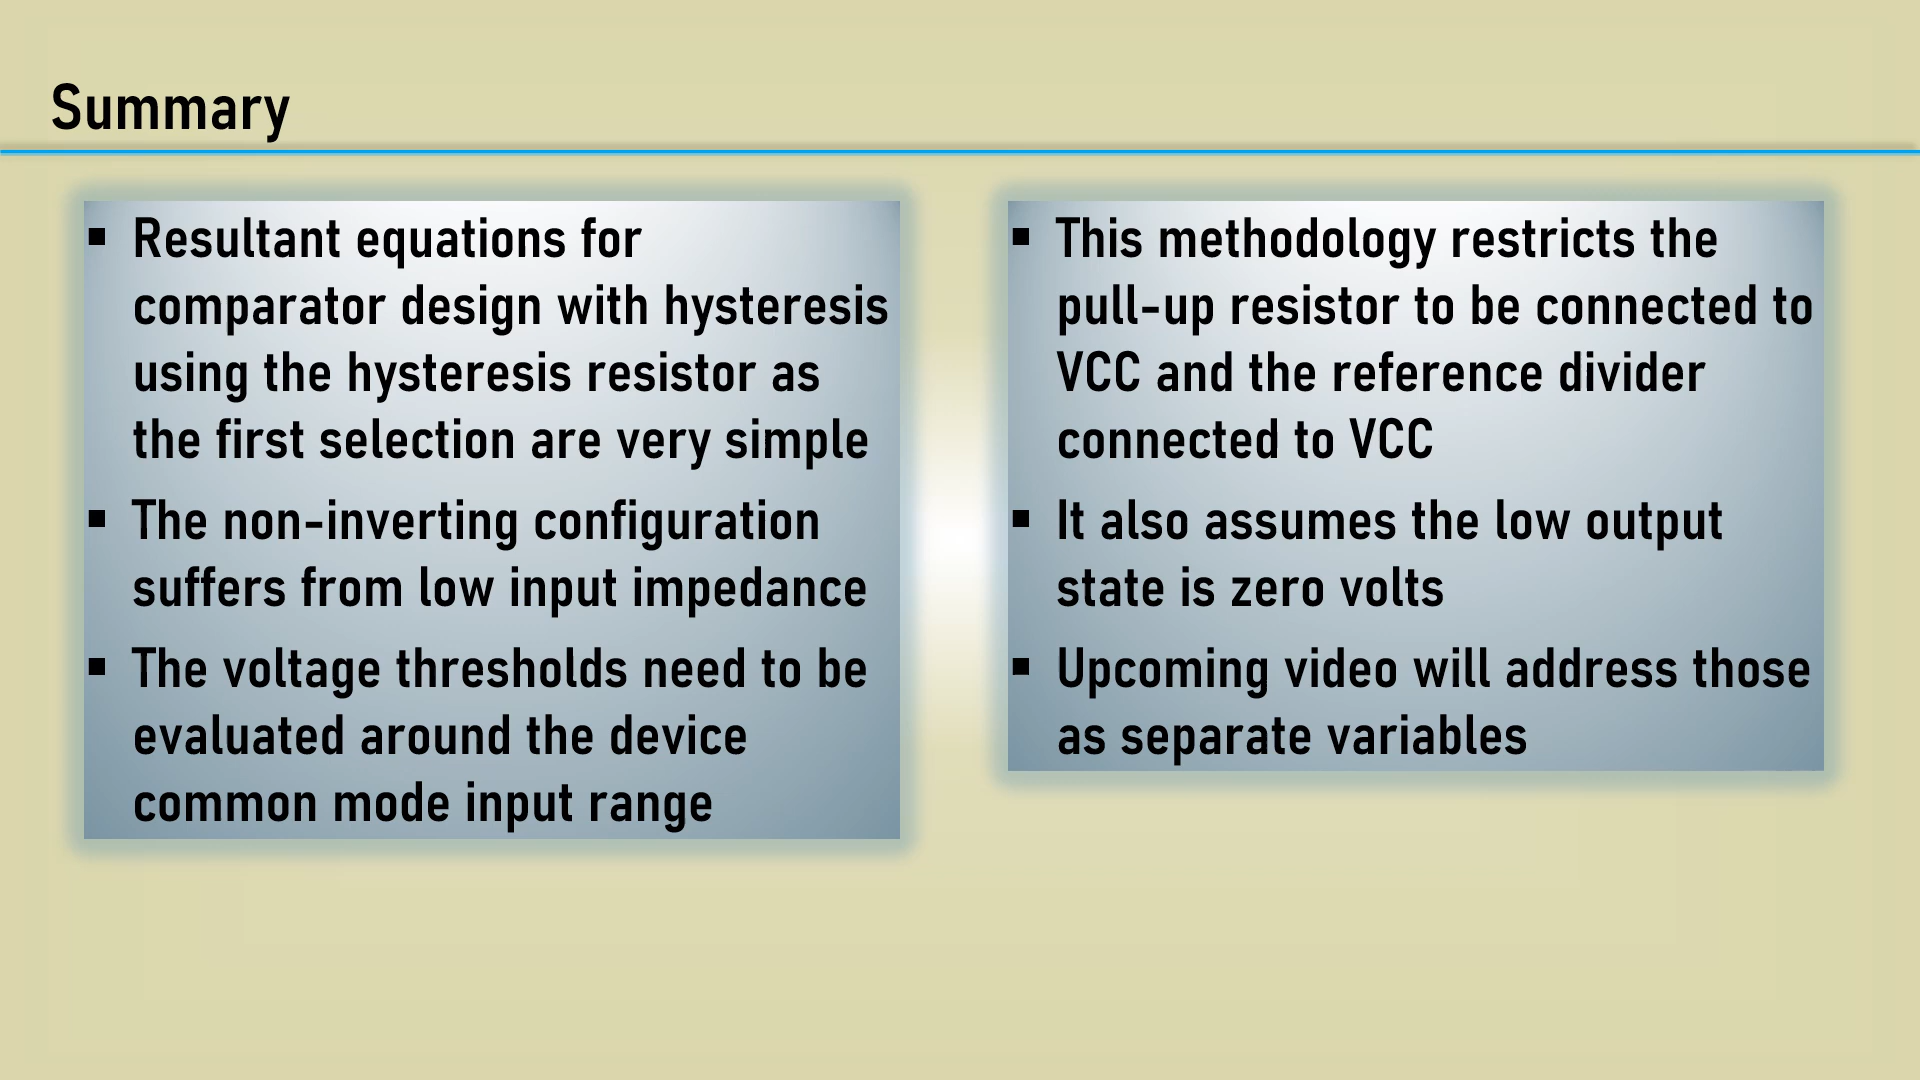 Summary
▪ Resultant equations for
comparator design with hysteresis
using the hysteresis resistor as
the first selection are very simple
▪ The non-inverting configuration
suffers from low input impedance
▪ The voltage thresholds need to be
evaluated around the device
common mode input range
▪ This methodology restricts the
pull-up resistor to be connected to
VCC and the reference divider
connected to VCC
▪ It also assumes the low output
state is zero volts
▪ Upcoming video will address those
as separate variables